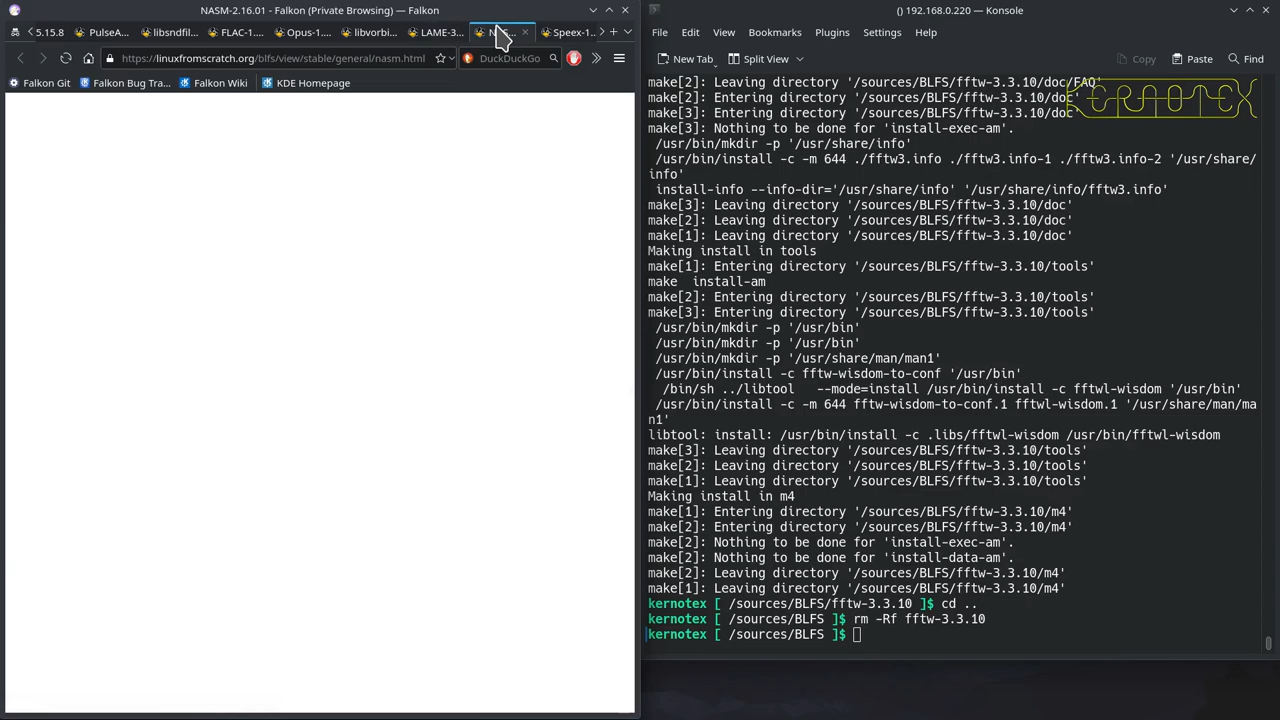 NASM-2.16.01 - Falkon (Private Browsing) — Falkon
5.15.8 PulseA... libsndfil... FLAC-1.... Opus-1.... libvorbi... LAME-3... Speex-1...
https://linuxfromscratch.org/blfs/view/stable/general/nasm.html DuckDuckGo
Falkon Git Falkon Bug Tra... Falkon Wiki KDE Homepage
() 192.168.0.220 — Konsole
File Edit View Bookmarks Plugins Settings Help
New Tab Split View Copy Paste Find
KERNOTEX
make[2]: Leaving directory '/sources/BLFS/fftw-3.3.10/doc/FAQ'
make[2]: Entering directory '/sources/BLFS/fftw-3.3.10/doc'
make[3]: Entering directory '/sources/BLFS/fftw-3.3.10/doc'
make[3]: Nothing to be done for 'install-exec-am'.
/usr/bin/mkdir -p '/usr/share/info'
/usr/bin/install -c -m 644 ./fftw3.info ./fftw3.info-1 ./fftw3.info-2 '/usr/share/
info'
install-info --info-dir='/usr/share/info' '/usr/share/info/fftw3.info'
make[3]: Leaving directory '/sources/BLFS/fftw-3.3.10/doc'
make[2]: Leaving directory '/sources/BLFS/fftw-3.3.10/doc'
make[1]: Leaving directory '/sources/BLFS/fftw-3.3.10/doc'
Making install in tools
make[1]: Entering directory '/sources/BLFS/fftw-3.3.10/tools'
make  install-am
make[2]: Entering directory '/sources/BLFS/fftw-3.3.10/tools'
make[3]: Entering directory '/sources/BLFS/fftw-3.3.10/tools'
/usr/bin/mkdir -p '/usr/bin'
/usr/bin/mkdir -p '/usr/bin'
/usr/bin/mkdir -p '/usr/share/man/man1'
/usr/bin/install -c fftw-wisdom-to-conf '/usr/bin'
/bin/sh ../libtool   --mode=install /usr/bin/install -c fftwl-wisdom '/usr/bin'
/usr/bin/install -c -m 644 fftw-wisdom-to-conf.1 fftwl-wisdom.1 '/usr/share/man/ma
n1'
libtool: install: /usr/bin/install -c .libs/fftwl-wisdom /usr/bin/fftwl-wisdom
make[3]: Leaving directory '/sources/BLFS/fftw-3.3.10/tools'
make[2]: Leaving directory '/sources/BLFS/fftw-3.3.10/tools'
make[1]: Leaving directory '/sources/BLFS/fftw-3.3.10/tools'
Making install in m4
make[1]: Entering directory '/sources/BLFS/fftw-3.3.10/m4'
make[2]: Entering directory '/sources/BLFS/fftw-3.3.10/m4'
make[2]: Nothing to be done for 'install-exec-am'.
make[2]: Nothing to be done for 'install-data-am'.
make[2]: Leaving directory '/sources/BLFS/fftw-3.3.10/m4'
make[1]: Leaving directory '/sources/BLFS/fftw-3.3.10/m4'
kernotex [ /sources/BLFS/fftw-3.3.10 ]$ cd ..
kernotex [ /sources/BLFS ]$ rm -Rf fftw-3.3.10
kernotex [ /sources/BLFS ]$